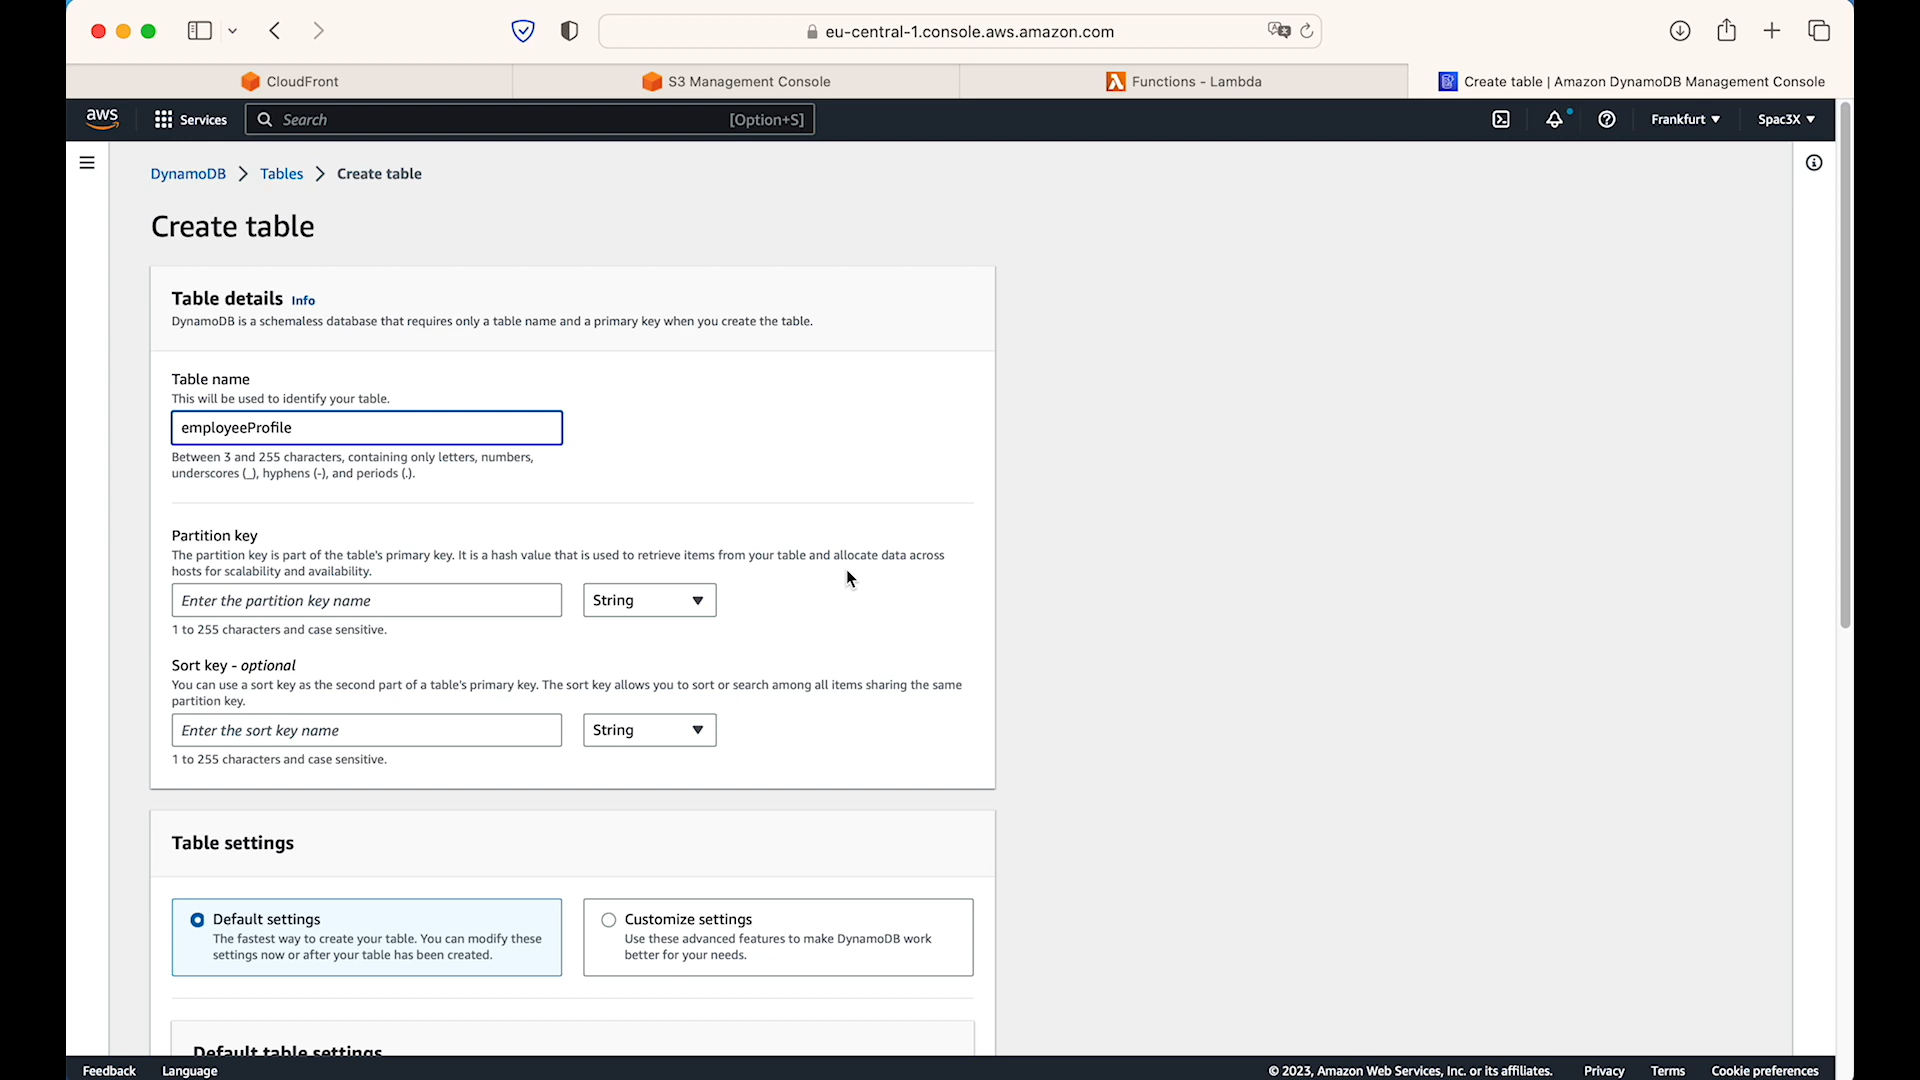 eu-central-1.console.aws.amazon.com
CloudFront
S3 Management Console
Functions - Lambda
Create table | Amazon DynamoDB Management Console
aws
Services
Search
[Option+S]
Frankfurt ▼
Spac3X ▼
DynamoDB > Tables > Create table
Create table
Table details Info
DynamoDB is a schemaless database that requires only a table name and a primary key when you create the table.
Table name
This will be used to identify your table.
employeeProfile
Between 3 and 255 characters, containing only letters, numbers,
underscores (_), hyphens (-), and periods (.).
Partition key
The partition key is part of the table's primary key. It is a hash value that is used to retrieve items from your table and allocate data across
hosts for scalability and availability.
Enter the partition key name
String
1 to 255 characters and case sensitive.
Sort key - optional
You can use a sort key as the second part of a table's primary key. The sort key allows you to sort or search among all items sharing the same
partition key.
Enter the sort key name
String
1 to 255 characters and case sensitive.
Table settings
Default settings
The fastest way to create your table. You can modify these
settings now or after your table has been created.
Customize settings
Use these advanced features to make DynamoDB work
better for your needs.
Default table settings
Feedback
Language
© 2023, Amazon Web Services, Inc. or its affiliates.
Privacy
Terms
Cookie preferences